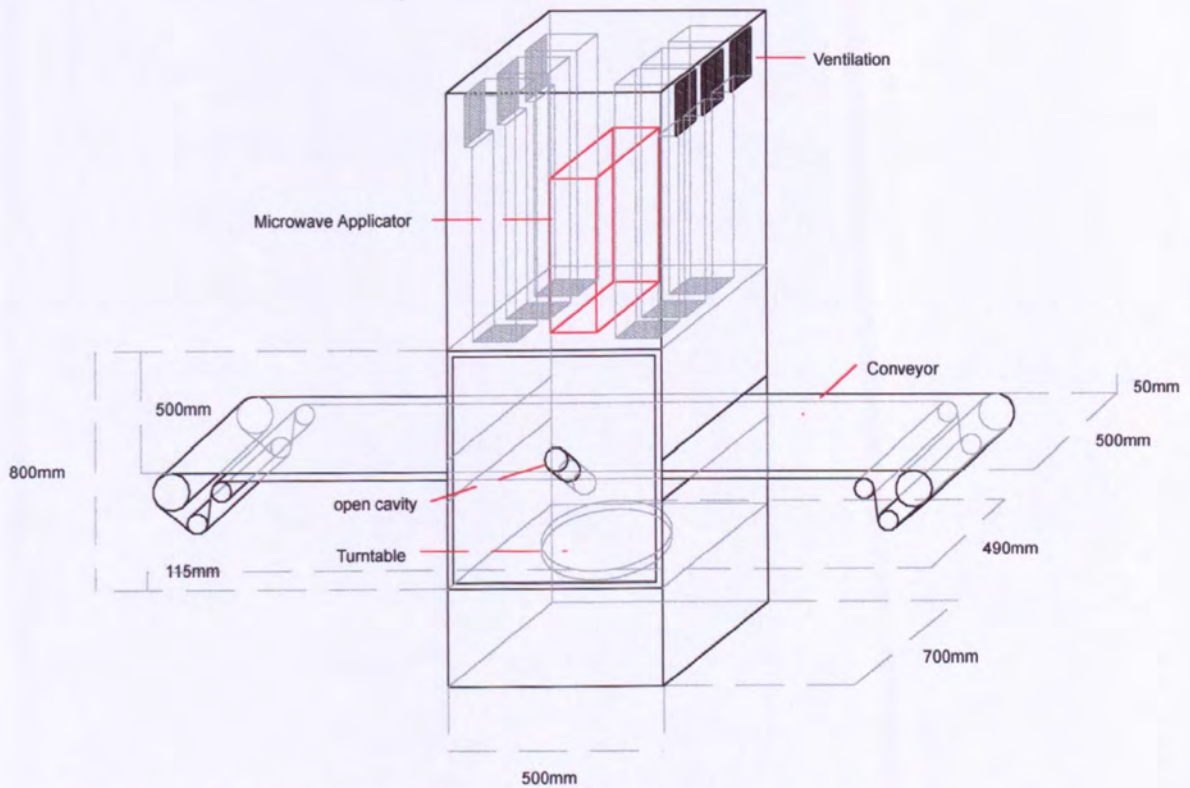 Ventilation
Microwave Applicator
Conveyor
50mm
500mm
500mm
800mm
open cavity
Turntable
490mm
115mm
700mm
500mm